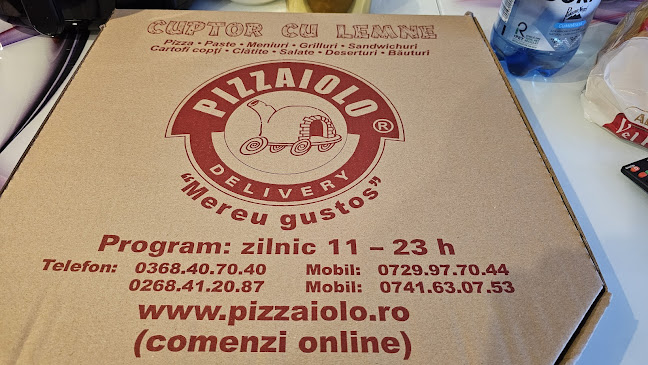 CUPTOR CU LEMNE
Pizza • Paste • Meniuri • Grilluri • Sandwichuri
Cartofi copți • Clătite • Salate • Deserturi • Băuturi
PIZZAIOLO ®
DELIVERY
"Mereu gustos"
Program: zilnic 11 – 23 h
Telefon: 0368.40.70.40 Mobil: 0729.97.70.44
0268.41.20.87 Mobil: 0741.63.07.53
www.pizzaiolo.ro
(comenzi online)